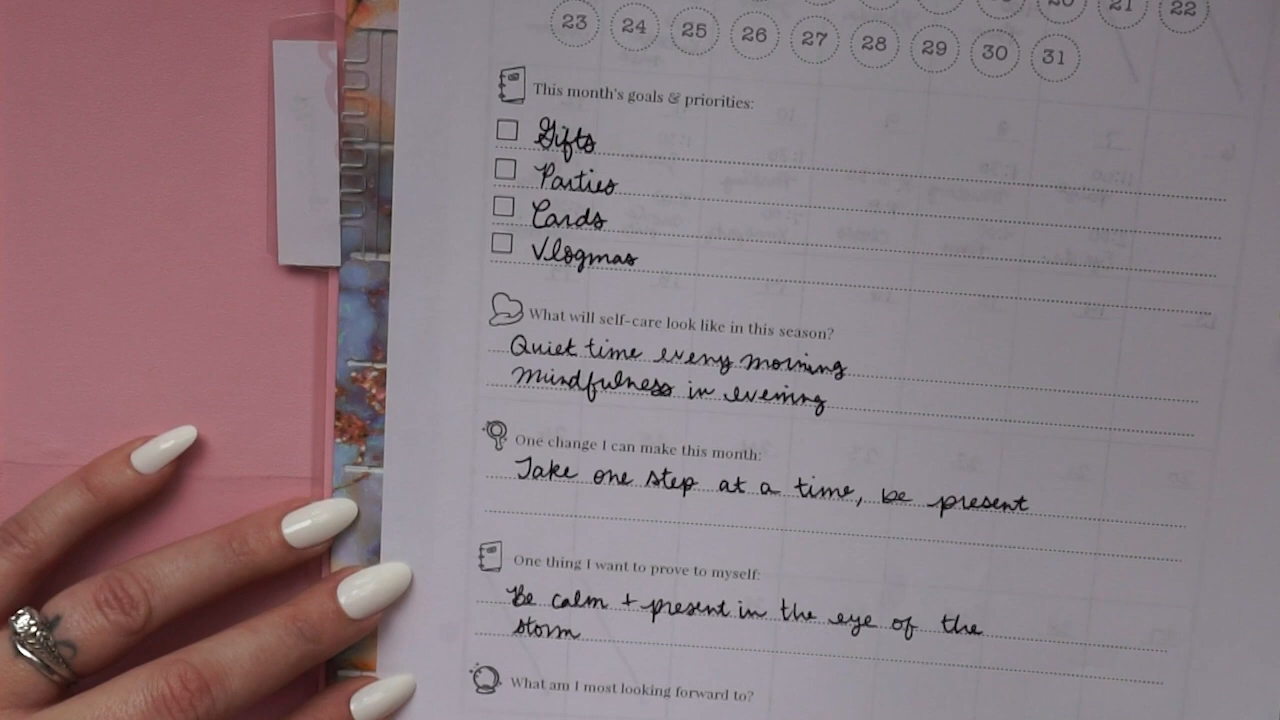 20 21 22
23 24 25 26 27 28 29 30 31
This month's goals & priorities:
Gifts
Parties
Cards
Vlogmas
What will self-care look like in this season?
Quiet time every morning
Mindfulness in evening
One change I can make this month:
Take one step at a time, be present
One thing I want to prove to myself:
Be calm + present in the eye of the
storm
What am I most looking forward to?